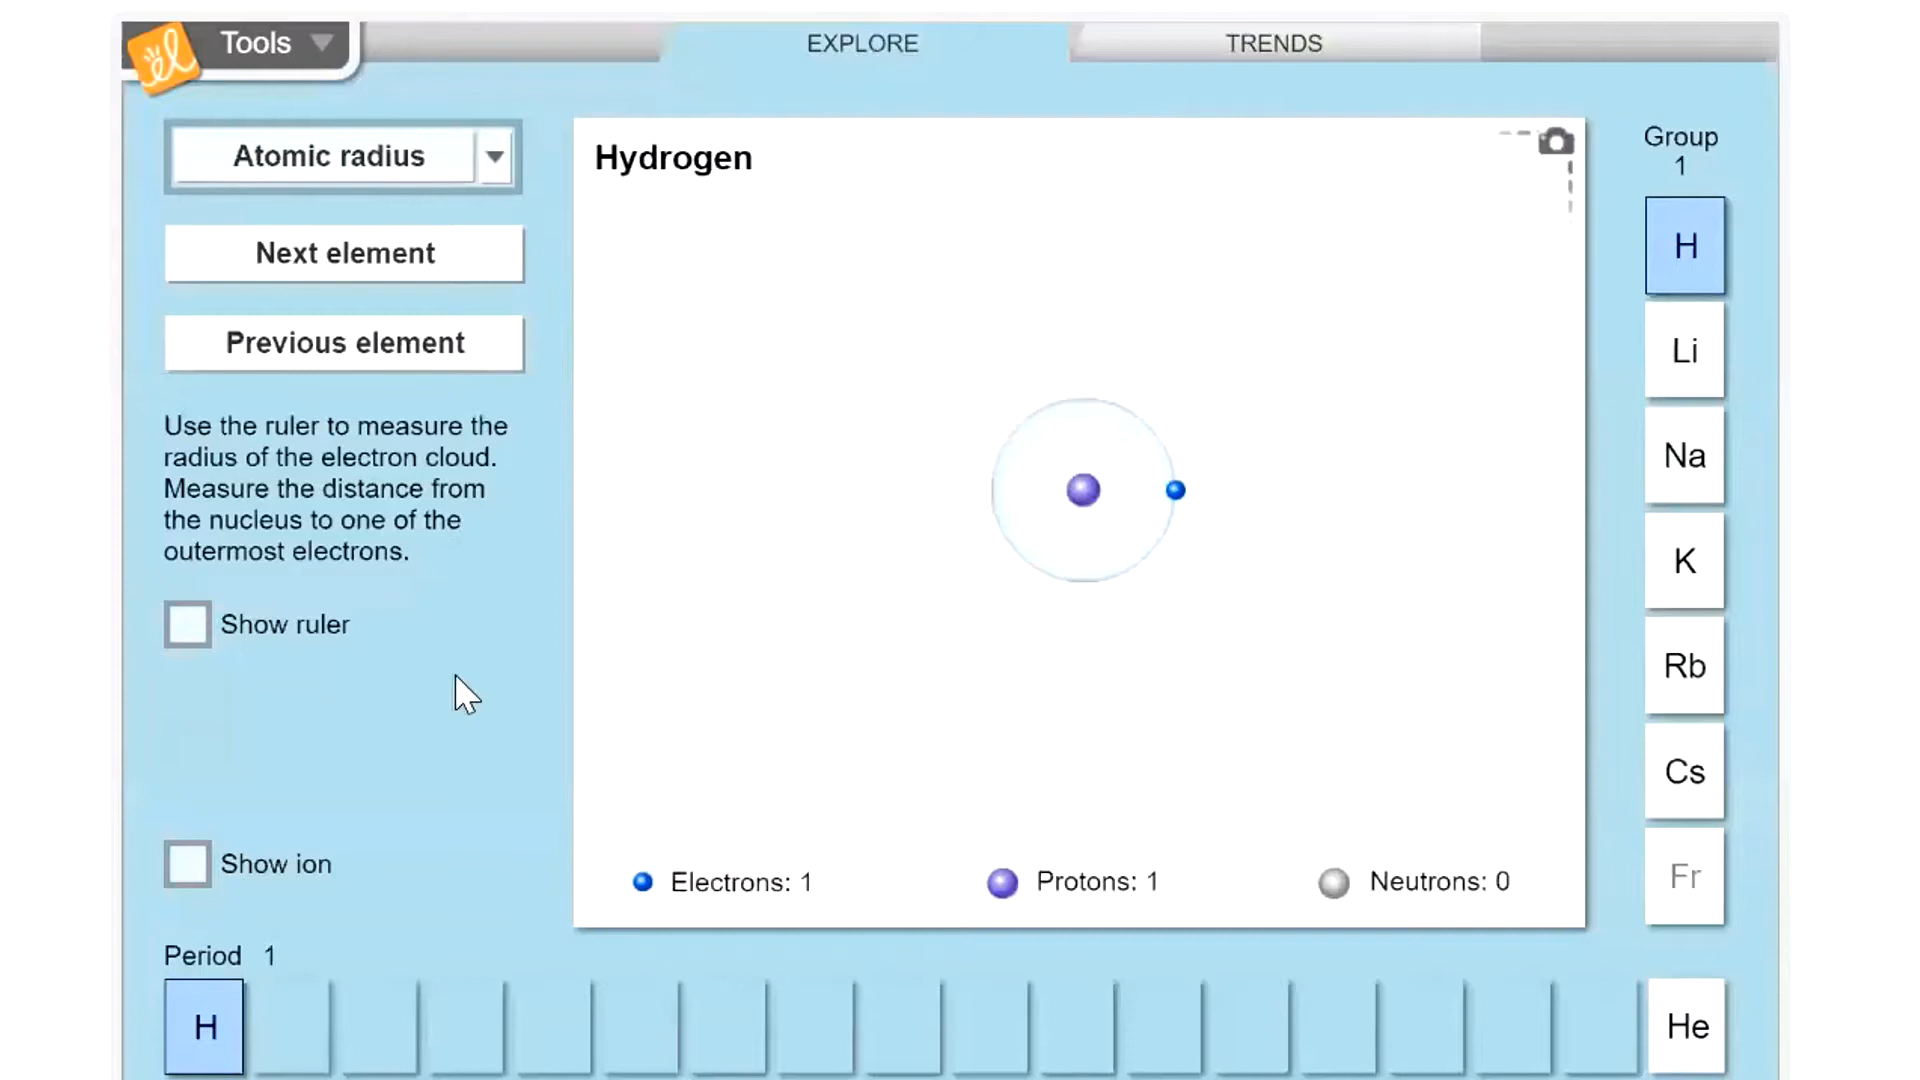 el
Tools
EXPLORE
TRENDS
Atomic radius
Next element
Previous element
Use the ruler to measure the
radius of the electron cloud.
Measure the distance from
the nucleus to one of the
outermost electrons.
Show ruler
Show ion
Hydrogen
Electrons: 1
Protons: 1
Neutrons: 0
Group
1
H
Li
Na
K
Rb
Cs
Fr
Period 1
H
He